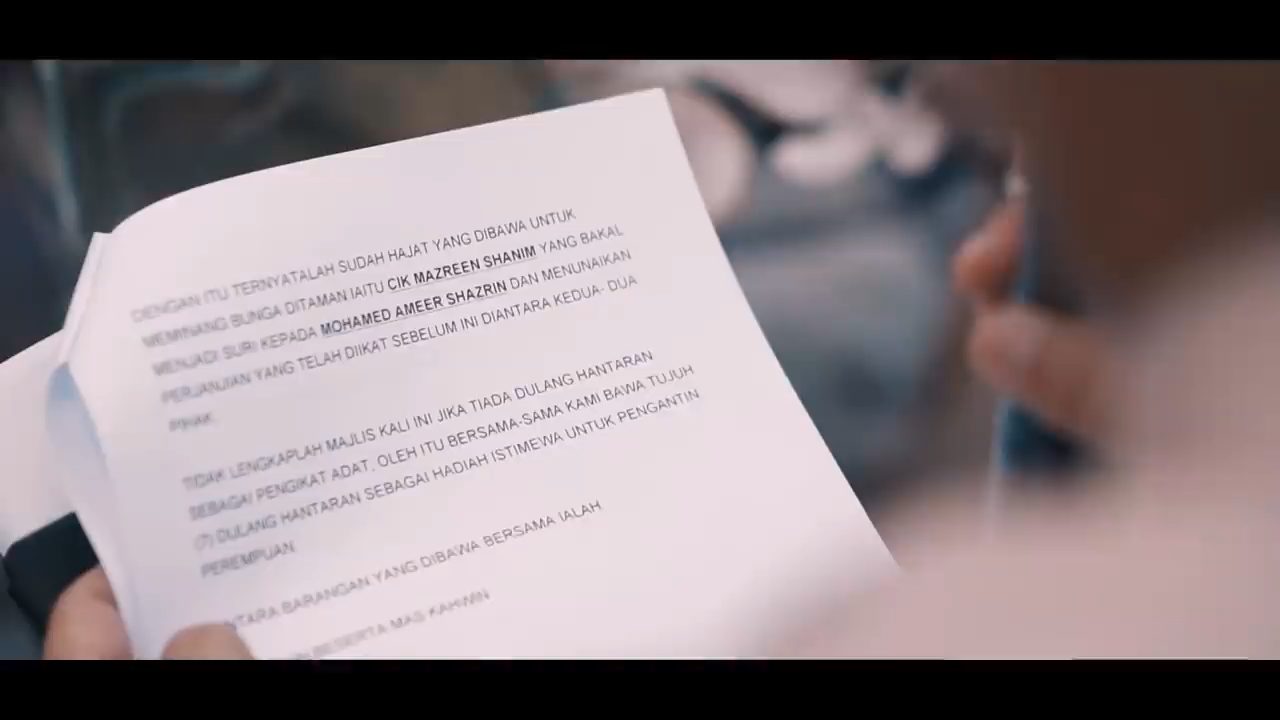 DENGAN ITU TERNYATALAH SUDAH HAJAT YANG DIBAWA UNTUK
MEMINANG BUNGA DITAMAN IAITU CIK MAZREEN SHANIM YANG BAKAL
MENJADI SURI KEPADA MOHAMED AMEER SHAZRIN DAN MENUNAIKAN
PERJANJIAN YANG TELAH DIIKAT SEBELUM INI DIANTARA KEDUA- DUA
PIHAK.
TIDAK LENGKAPLAH MAJLIS KALI INI JIKA TIADA DULANG HANTARAN
SEBAGAI PENGIKAT ADAT, OLEH ITU BERSAMA-SAMA KAMI BAWA TUJUH
(7) DULANG HANTARAN SEBAGAI HADIAH ISTIMEWA UNTUK PENGANTIN
PEREMPUAN.
NTARA BARANGAN YANG DIBAWA BERSAMA IALAH
BESERTA MAS KAHWIN